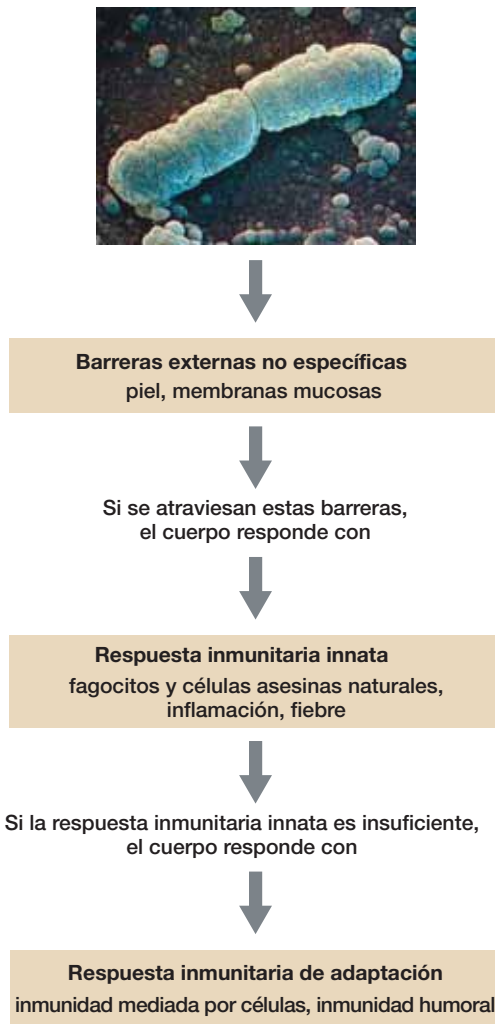 Barreras externas no específicas
piel, membranas mucosas
Si se atraviesan estas barreras,
el cuerpo responde con
Respuesta inmunitaria innata
fagocitos y células asesinas naturales,
inflamación, fiebre
Si la respuesta inmunitaria innata es insuficiente,
el cuerpo responde con
Respuesta inmunitaria de adaptación
inmunidad mediada por células, inmunidad humoral